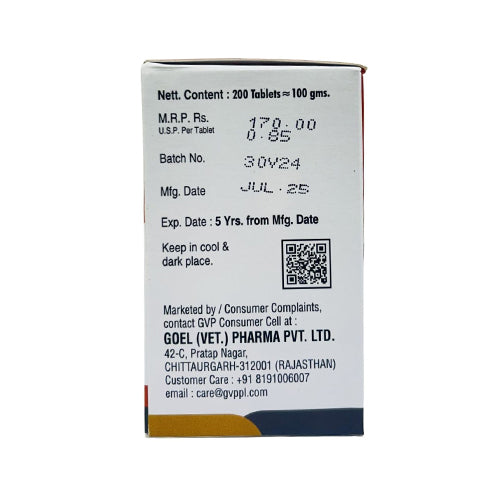 Nett. Content : 200 Tablets ≈ 100 gms.
M.R.P. Rs. 170.00
U.S.P. Per Tablet 0.85
Batch No. 30V24
Mfg. Date JUL.25
Exp. Date : 5 Yrs. from Mfg. Date
Keep in cool &
dark place.
Marketed by / Consumer Complaints,
contact GVP Consumer Cell at :
GOEL (VET.) PHARMA PVT. LTD.
42-C, Pratap Nagar,
CHITTAURGARH-312001 (RAJASTHAN)
Customer Care : +91 8191006007
email : care@gvppl.com